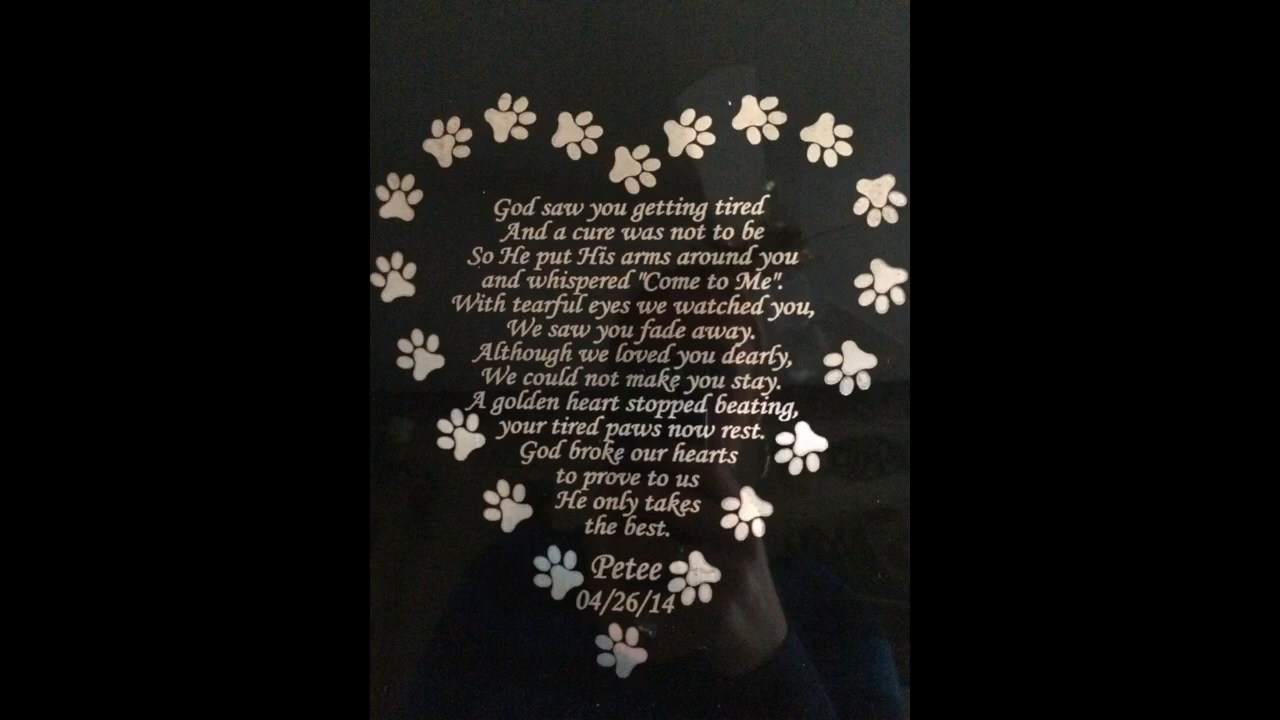 God saw you getting tired
And a cure was not to be
So He put His arms around you
and whispered "Come to Me".
With tearful eyes we watched you,
We saw you fade away.
Although we loved you dearly,
We could not make you stay.
A golden heart stopped beating,
your tired paws now rest.
God broke our hearts
to prove to us
He only takes
the best.
Petee
04/26/14